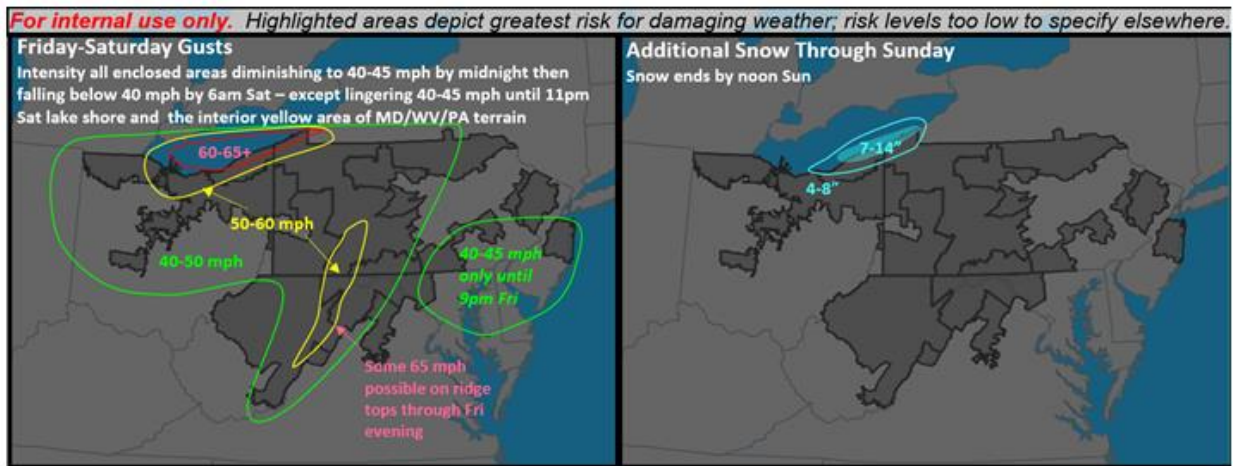 For internal use only. Highlighted areas depict greatest risk for damaging weather; risk levels too low to specify elsewhere.
Friday-Saturday Gusts
Intensity all enclosed areas diminishing to 40-45 mph by midnight then
falling below 40 mph by 6am Sat – except lingering 40-45 mph until 11pm
Sat lake shore and the interior yellow area of MD/WV/PA terrain
60-65+
50-60 mph
40-50 mph
40-45 mph
only until
9pm Fri
Some 65 mph
possible on ridge
tops through Fri
evening
Additional Snow Through Sunday
Snow ends by noon Sun
7-14"
4-8"